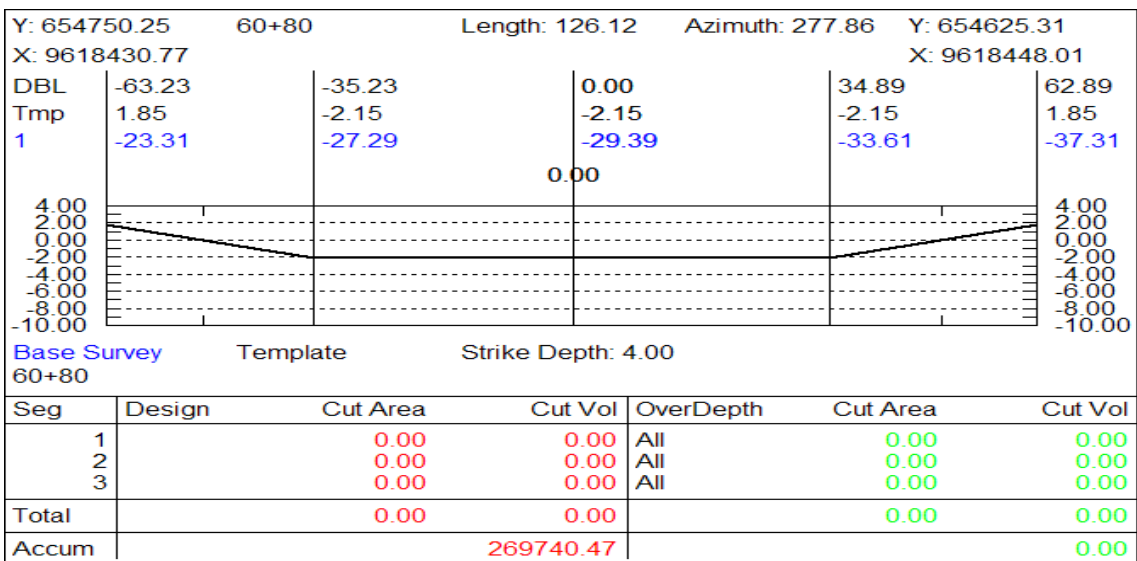 Y: 654750.25 60+80 Length: 126.12 Azimuth: 277.86 Y: 654625.31
X: 9618430.77 X: 9618448.01
DBL -63.23 -35.23 0.00 34.89 62.89
Tmp 1.85 -2.15 -2.15 -2.15 1.85
1 -23.31 -27.29 -29.39 -33.61 -37.31
0.00
4.00 4.00
2.00 2.00
0.00 0.00
-2.00 -2.00
-4.00 -4.00
-6.00 -6.00
-8.00 -8.00
-10.00 -10.00
Base Survey Template Strike Depth: 4.00
60+80
Seg Design Cut Area Cut Vol OverDepth Cut Area Cut Vol
1 0.00 0.00 All 0.00 0.00
2 0.00 0.00 All 0.00 0.00
3 0.00 0.00 All 0.00 0.00
Total 0.00 0.00 0.00 0.00
Accum 269740.47 0.00